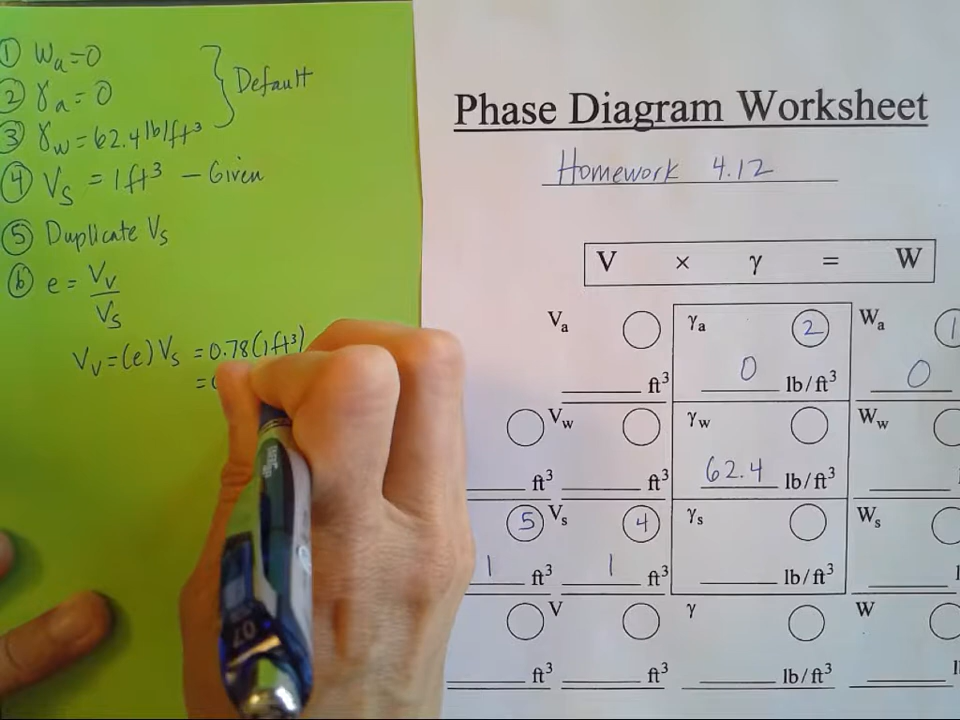 ① Wa = 0
② γa = 0
③ γw = 62.4 lb/ft³
} Default
④ Vs = 1 ft³ – Given
⑤ Duplicate Vs
⑥ e = Vv / Vs
Vv = (e) Vs = 0.78 (1 ft³)
=
Phase Diagram Worksheet
Homework 4.12
V × γ = W
Va
ft³
γa ②
0 lb/ft³
Wa ①
0
Vw
ft³ ft³
γw
62.4 lb/ft³
Ww
⑤ Vs ④
1 ft³ 1 ft³
γs
lb/ft³
Ws
V
ft³ ft³
γ
lb/ft³
W